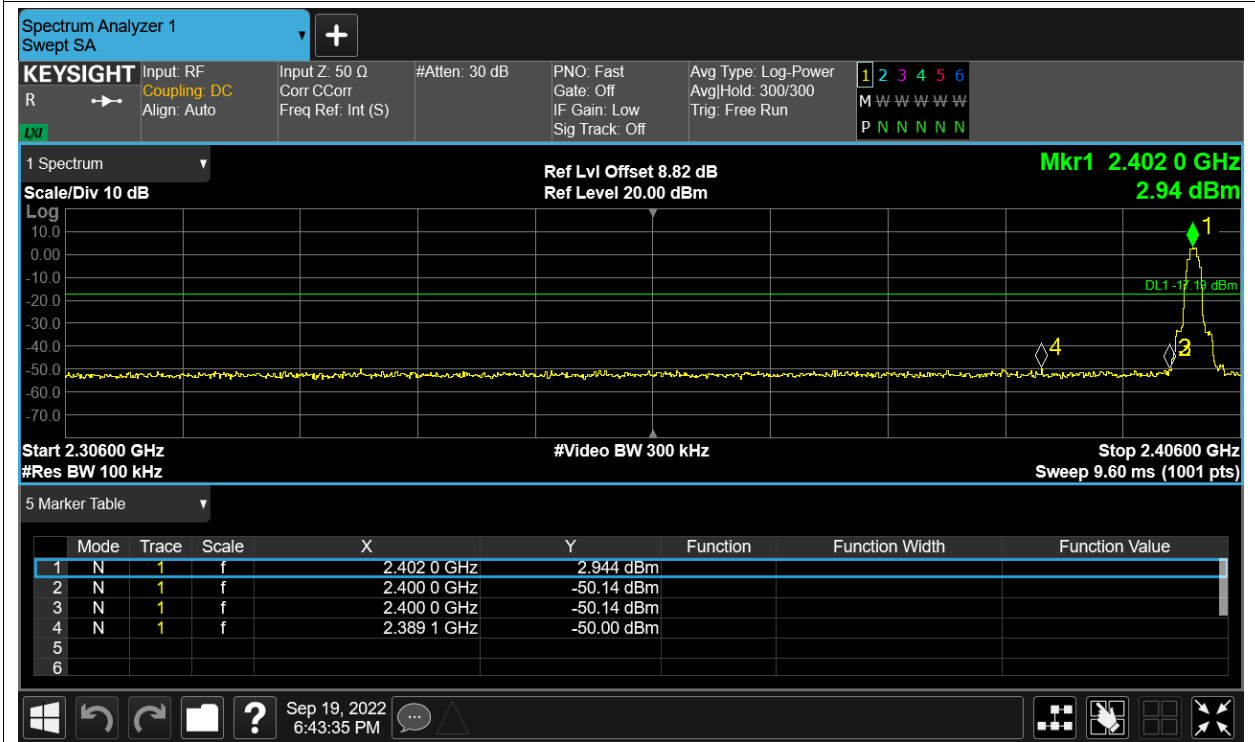 Spectrum Analyzer 1
Swept SA
+
KEYSIGHT Input: RF Input Z: 50 Ω #Atten: 30 dB PNO: Fast Avg Type: Log-Power 1 2 3 4 5 6
R Coupling: DC Corr CCorr Gate: Off Avg|Hold: 300/300 M W W W W W
Align: Auto Freq Ref: Int (S) IF Gain: Low Trig: Free Run
LXI Sig Track: Off P N N N N N
1 Spectrum Ref Lvl Offset 8.82 dB Mkr1 2.402 0 GHz
Scale/Div 10 dB Ref Level 20.00 dBm 2.94 dBm
Log
1
10.0
0.00
-10.0
DL1 -17.19 dBm
-20.0
-30.0
-40.0
4
-50.0
-60.0
-70.0
Start 2.30600 GHz #Video BW 300 kHz Stop 2.40600 GHz
#Res BW 100 kHz Sweep 9.60 ms (1001 pts)
5 Marker Table
Mode Trace Scale X Y Function Function Width Function Value
1 N 1 f 2.402 0 GHz 2.944 dBm
2 N 1 f 2.400 0 GHz -50.14 dBm
3 N 1 f 2.400 0 GHz -50.14 dBm
4 N 1 f 2.389 1 GHz -50.00 dBm
5
6
? Sep 19, 2022
6:43:35 PM